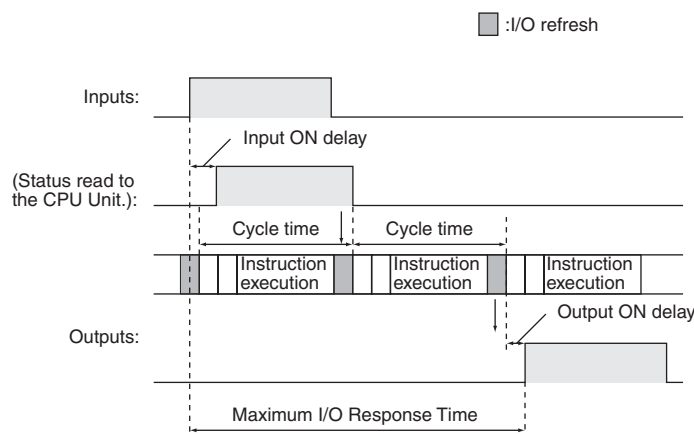 :I/O refresh
Inputs:
Input ON delay
(Status read to
the CPU Unit.):
Cycle time
Cycle time
Instruction
execution
Instruction
execution
Instruction
execution
Outputs:
Output ON delay
Maximum I/O Response Time